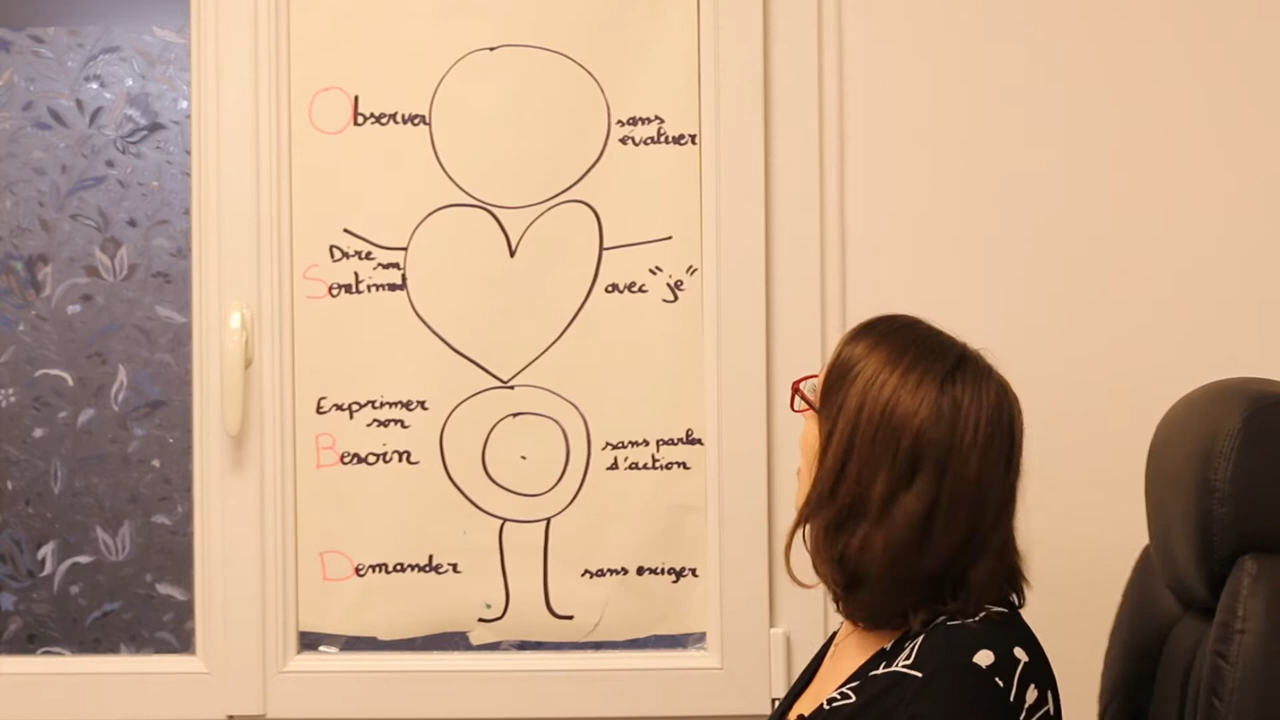 Observer
sans
évaluer
Dire
son
Sentiment
avec "je"
Exprimer
son
Besoin
sans parler
d'action
Demander
sans exiger